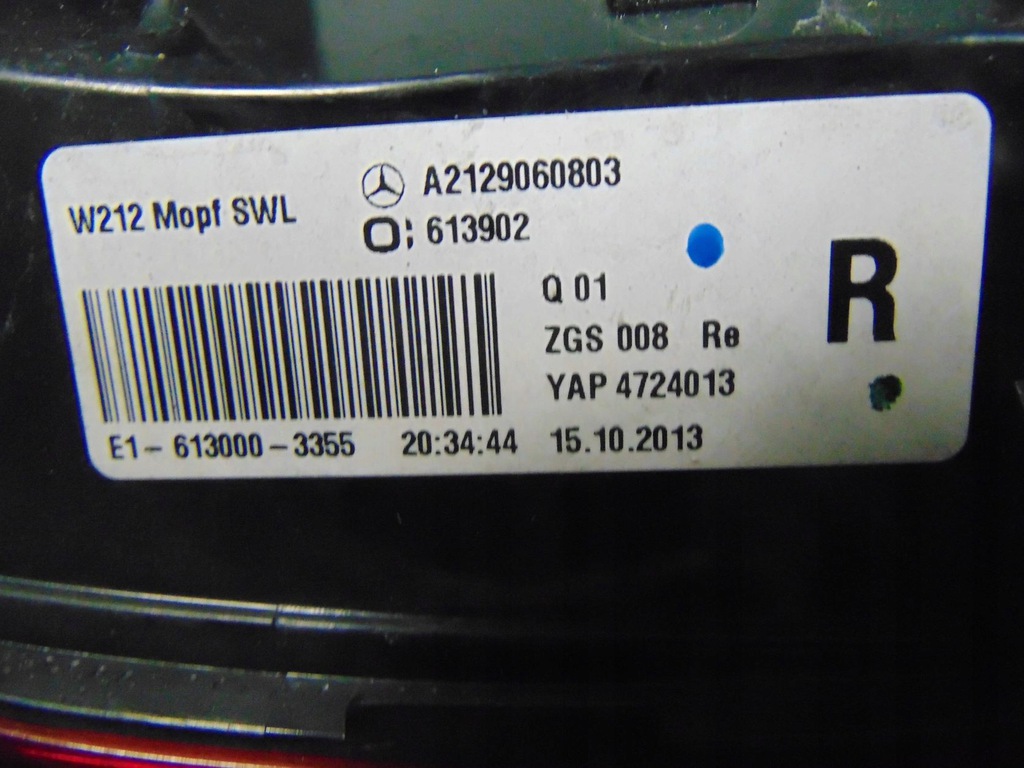 W212 Mopf SWL
A2129060803
O; 613902
Q 01
ZGS 008 Re
YAP 4724013
R
E1-613000-3355 20:34:44 15.10.2013